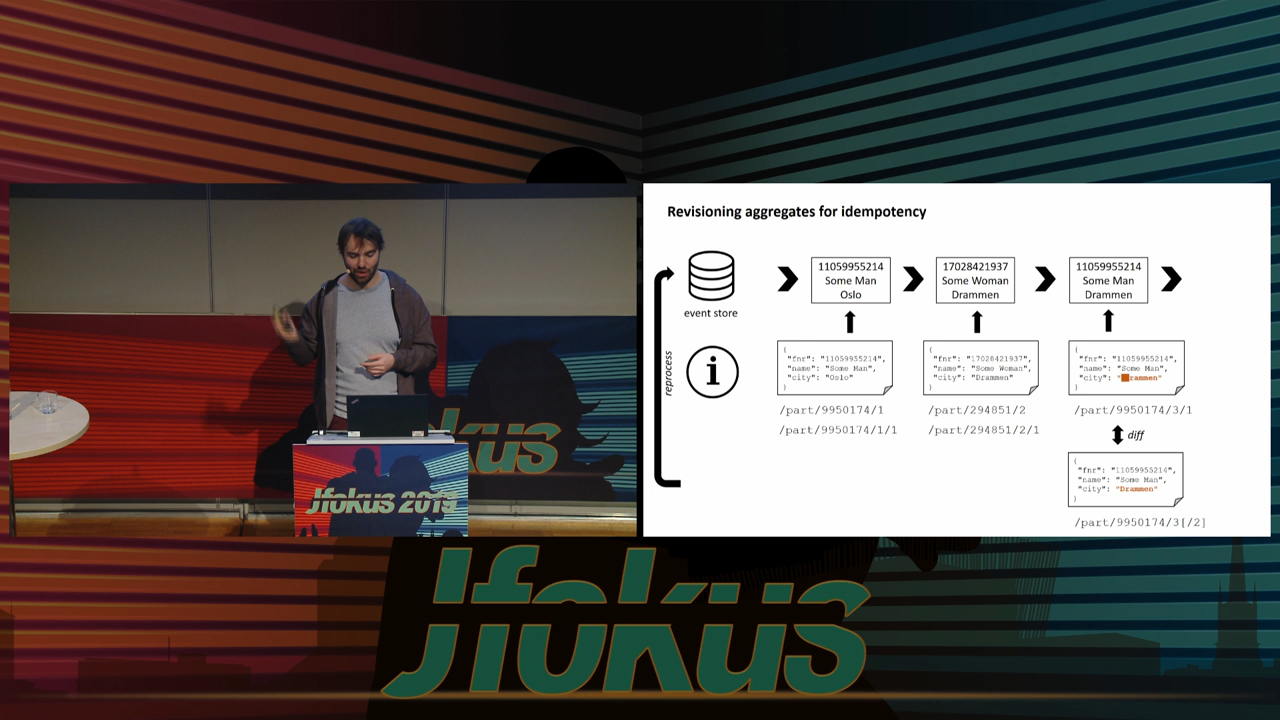 Revisioning aggregates for idempotency
event store
reprocess
11059955214
Some Man
Oslo
17028421937
Some Woman
Drammen
11059955214
Some Man
Drammen
{
"fnr": "11059955214",
"name": "Some Man",
"city": "Oslo"
}
{
"fnr": "17028421937",
"name": "Some Woman",
"city": "Drammen"
}
{
"fnr": "11059955214",
"name": "Some Man",
"city": "Drammen"
}
/part/9950174/1
/part/9950174/1/1
/part/294851/2
/part/294851/2/1
/part/9950174/3/1
diff
{
"fnr": "11059955214",
"name": "Some Man",
"city": "Drammen"
}
/part/9950174/3[/2]
kus
Jfokus 2019
Jfokus